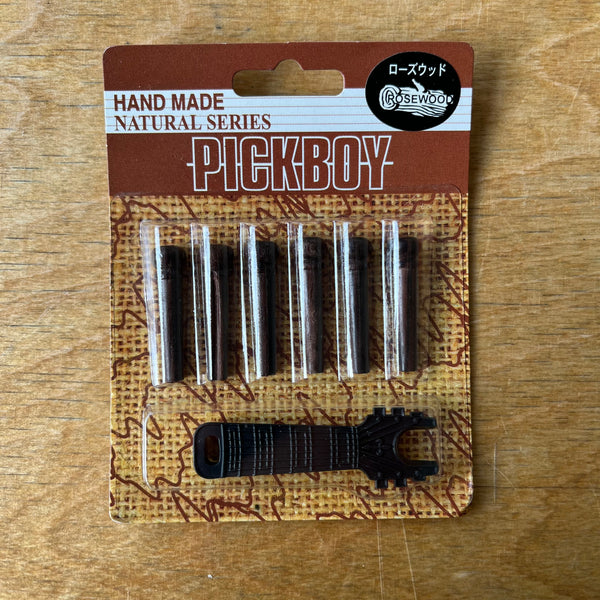 ローズウッド
ROSEWOOD
HAND MADE
NATURAL SERIES
PICKBOY